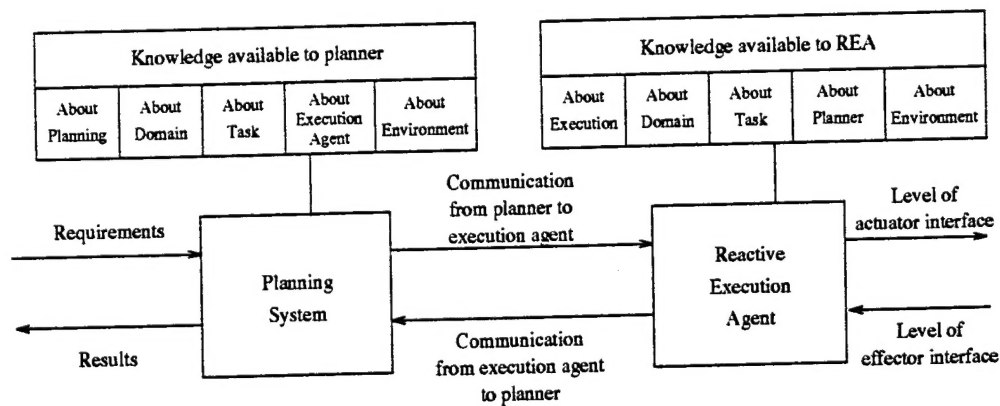 Knowledge available to planner
About
Planning
About
Domain
About
Task
About
Execution
Agent
About
Environment
Knowledge available to REA
About
Execution
About
Domain
About
Task
About
Planner
About
Environment
Requirements
Results
Planning
System
Communication
from planner to
execution agent
Communication
from execution agent
to planner
Reactive
Execution
Agent
Level of
actuator interface
Level of
effector interface